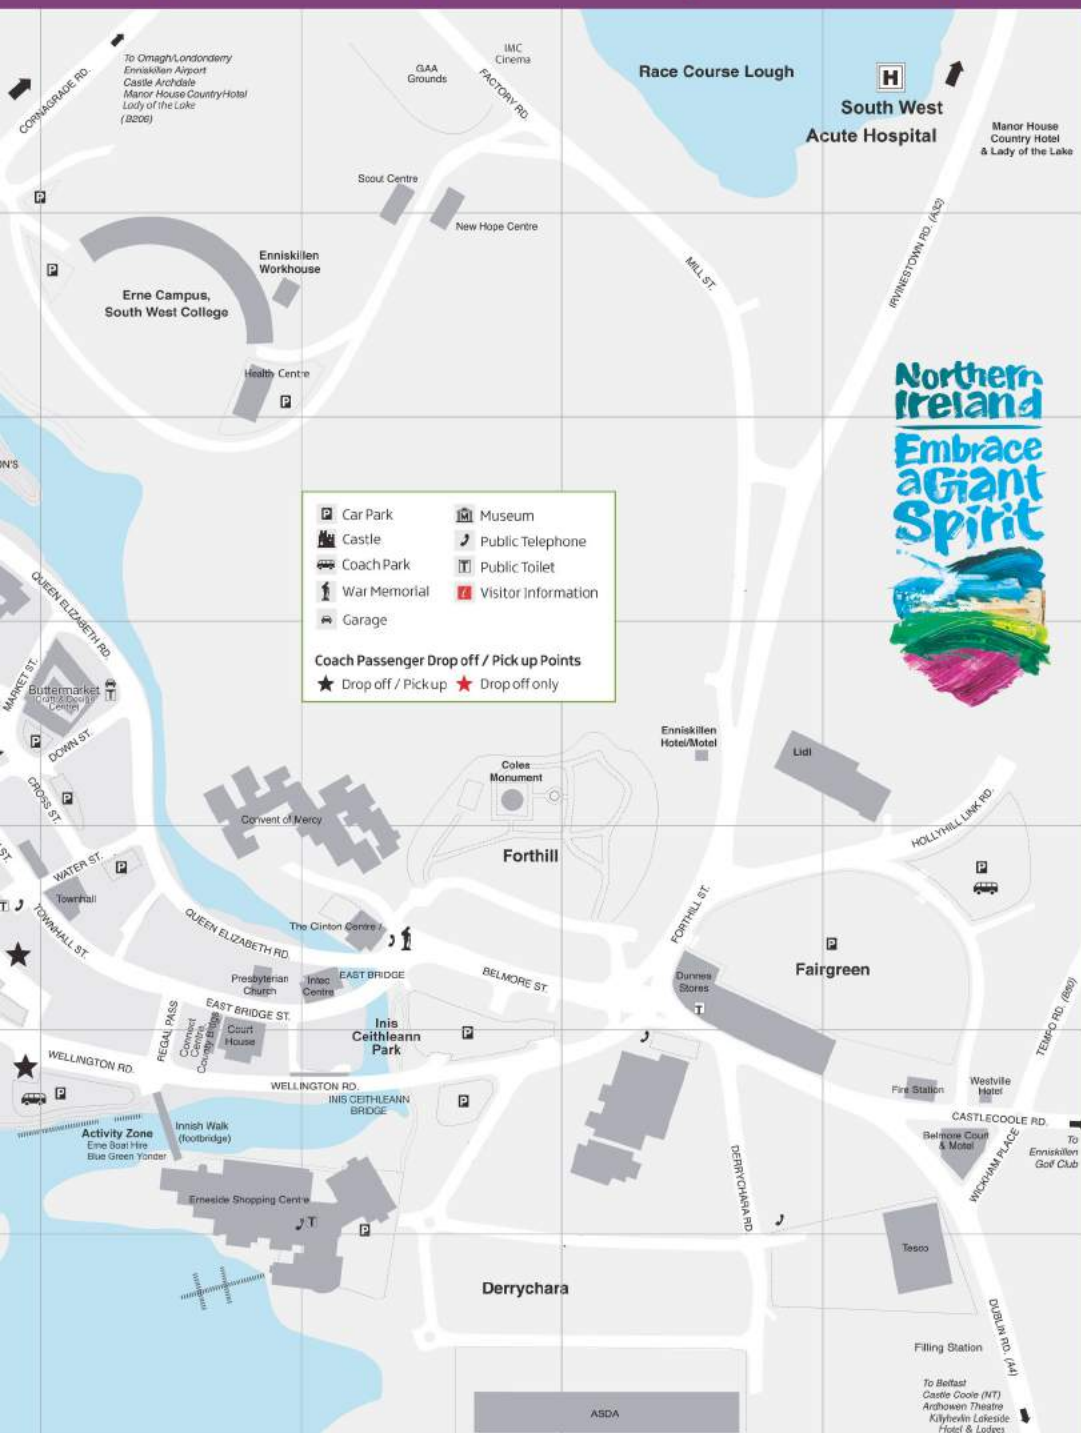 To Omagh/Londonderry
Enniskillen Airport
Castle Archdale
Manor House Country Hotel
Lady of the Lake
(B206)
CORNAGRADE RD.
GAA
Grounds
IMC
Cinema
FACTORY RD.
Race Course Lough
H
South West
Acute Hospital
Manor House
Country Hotel
& Lady of the Lake
P
Scout Centre
New Hope Centre
IRVINESTOWN RD. (A32)
MILL ST.
P
Enniskillen
Workhouse
Erne Campus,
South West College
Health Centre
P
Northern
Ireland
Embrace
a Giant
Spirit
ON'S
P Car Park
Castle
Coach Park
War Memorial
Garage
M Museum
Public Telephone
T Public Toilet
i Visitor Information
Coach Passenger Drop off / Pick up Points
Drop off / Pick up
Drop off only
QUEEN ELIZABETH RD.
MARKET ST.
Buttermarket
(Craft & Design
Centre)
T
P
DOWN ST.
CROSS ST.
P
Enniskillen
Hotel/Motel
Lidl
Coles
Monument
Convent of Mercy
Forthill
HOLLYHILL LINK RD.
P
ST.
WATER ST.
P
Townhall
T
TOWNHALL ST.
QUEEN ELIZABETH RD.
The Clinton Centre
FORTHILL ST.
P
Fairgreen
Presbyterian
Church
Intec
Centre
EAST BRIDGE
BELMORE ST.
Dunnes
Stores
T
EAST BRIDGE ST.
REGAL PASS
Connect
Centre,
County Bldgs
Court
House
Inis
Ceithleann
Park
P
TEMPO RD. (B80)
WELLINGTON RD.
P
WELLINGTON RD.
INIS CEITHLEANN
BRIDGE
P
Fire Station
Westville
Hotel
CASTLECOOLE RD.
Activity Zone
Erne Boat Hire
Blue Green Yonder
Innish Walk
(footbridge)
Belmore Court
& Motel
WICKHAM PLACE
To
Enniskillen
Golf Club
DERRYCHARA RD.
Erneside Shopping Centre
T
P
Tesco
Derrychara
DUBLIN RD. (A4)
Filling Station
To Belfast
Castle Coole (NT)
Ardhowen Theatre
Killyhevlin Lakeside
Hotel & Lodges
ASDA